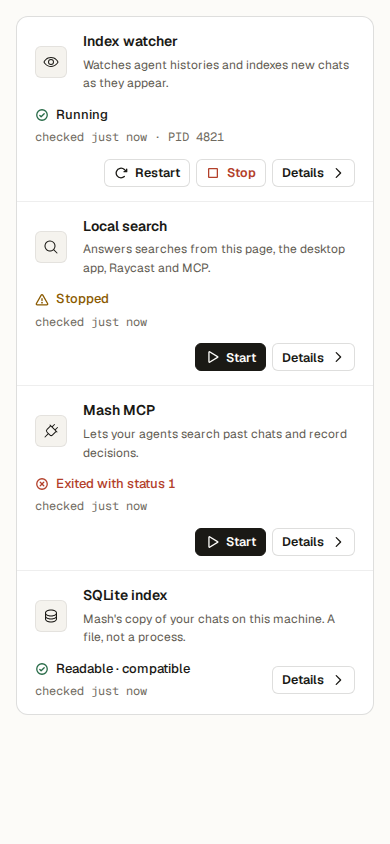 Index watcher
Watches agent histories and indexes new chats
as they appear.
Running
checked just now · PID 4821
Restart
Stop
Details
Local search
Answers searches from this page, the desktop
app, Raycast and MCP.
Stopped
checked just now
Start
Details
Mash MCP
Lets your agents search past chats and record
decisions.
Exited with status 1
checked just now
Start
Details
SQLite index
Mash's copy of your chats on this machine. A
file, not a process.
Readable · compatible
checked just now
Details